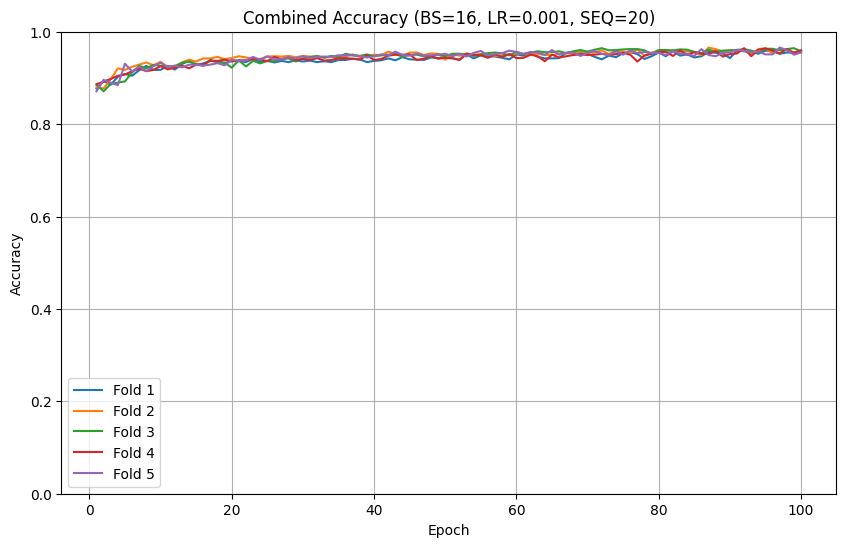 Combined Accuracy (BS=16, LR=0.001, SEQ=20)
Accuracy
1.0
0.8
0.6
0.4
0.2
0.0
Fold 1
Fold 2
Fold 3
Fold 4
Fold 5
0 20 40 60 80 100
Epoch